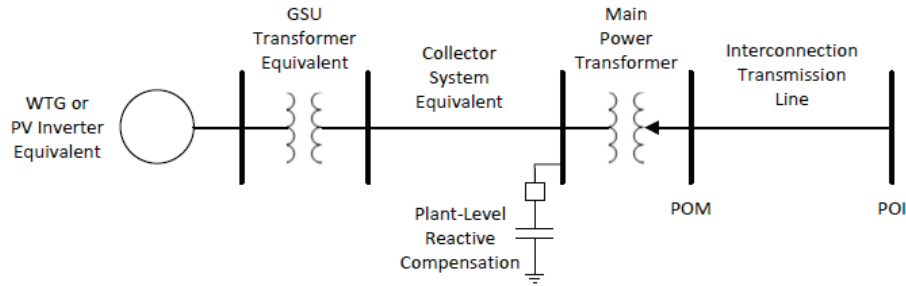 GSU
Transformer
Equivalent
Collector
System
Equivalent
Main
Power
Transformer
Interconnection
Transmission
Line
WTG or
PV Inverter
Equivalent
Plant-Level
Reactive
Compensation
POM
POI